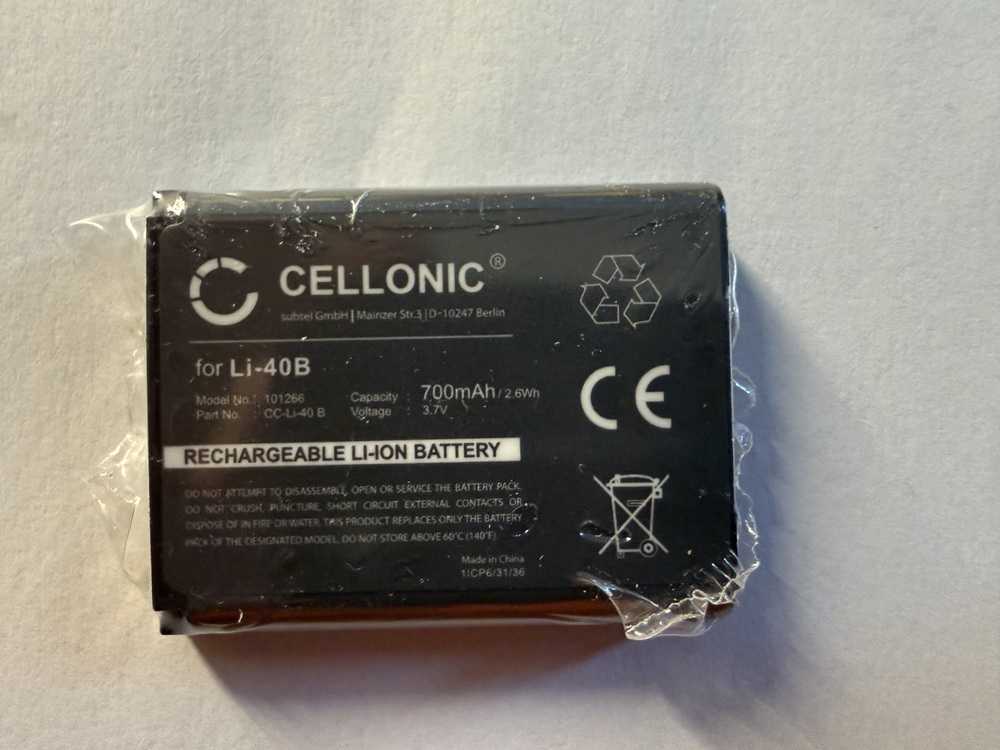 CELLONIC®
subtel GmbH | Mainzer Str.3 | D-10247 Berlin
for Li-40B
Model No.: 101266
Part No. : CC-Li-40 B
Capacity : 700mAh / 2.6Wh
Voltage : 3.7V
CE
RECHARGEABLE LI-ION BATTERY
DO NOT ATTEMPT TO DISASSEMBLE, OPEN OR SERVICE THE BATTERY PACK.
DO NOT CRUSH, PUNCTURE, SHORT CIRCUIT EXTERNAL CONTACTS OR
DISPOSE OF IN FIRE OR WATER. THIS PRODUCT REPLACES ONLY THE BATTERY
PACK OF THE DESIGNATED MODEL. DO NOT STORE ABOVE 60°C (140°F).
Made in China
1ICP6/31/36